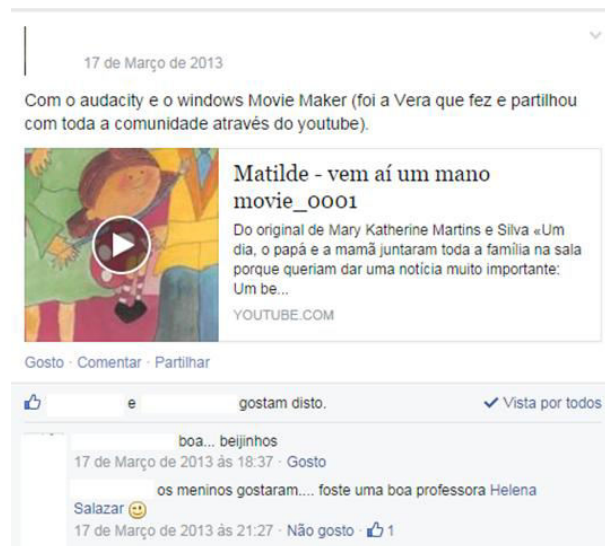 17 de Março de 2013
Com o audacity e o windows Movie Maker (foi a Vera que fez e partilhou
com toda a comunidade através do youtube).
Matilde - vem aí um mano
movie_0001
Do original de Mary Katherine Martins e Silva «Um
dia, o papá e a mamã juntaram toda a família na sala
porque queriam dar uma notícia muito importante:
Um be...
YOUTUBE.COM
Gosto · Comentar · Partilhar
e gostam disto. Vista por todos
boa... beijinhos
17 de Março de 2013 às 18:37 · Gosto
os meninos gostaram.... foste uma boa professora Helena
Salazar
17 de Março de 2013 às 21:27 · Não gosto · 1